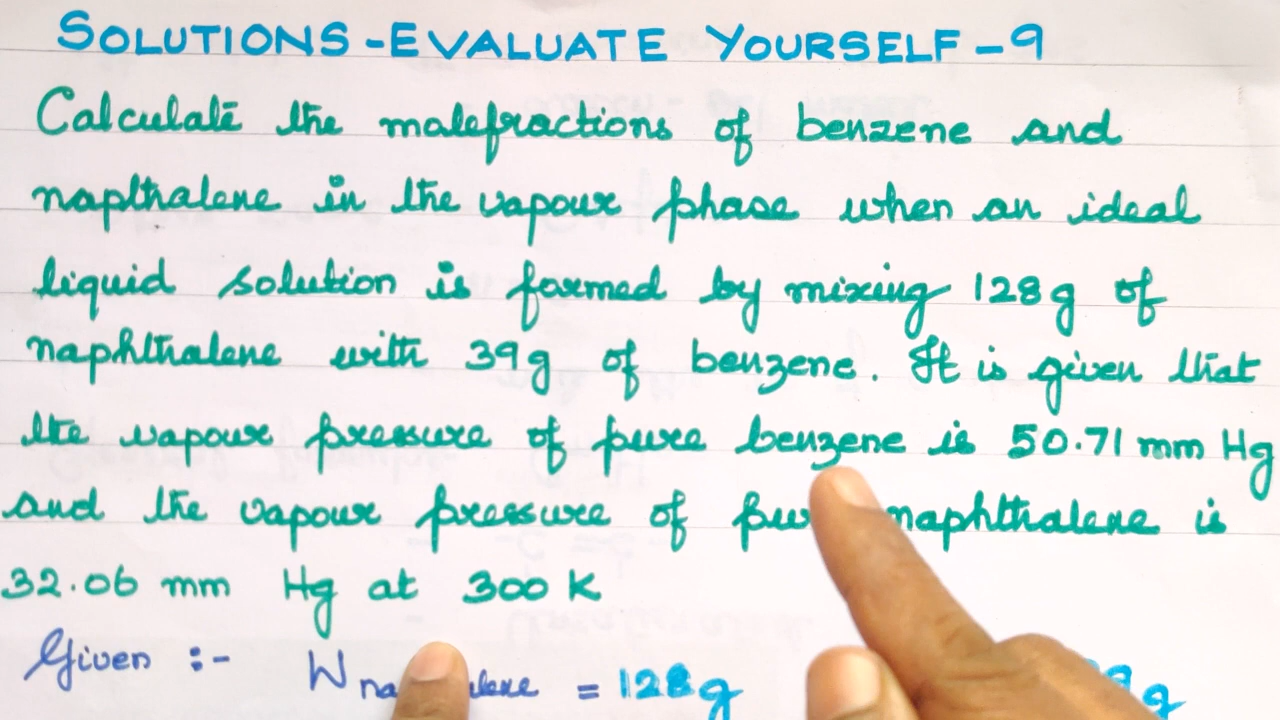 SOLUTIONS - EVALUATE YOURSELF - 9
Calculate the molefractions of benzene and
napthalene in the vapour phase when an ideal
liquid solution is formed by mixing 128g of
naphthalene with 39g of benzene. It is given that
the vapour pressure of pure benzene is 50.71 mm Hg
and the vapour pressure of naphthalene is
32.06 mm Hg at 300 K
Given :- W = 128g